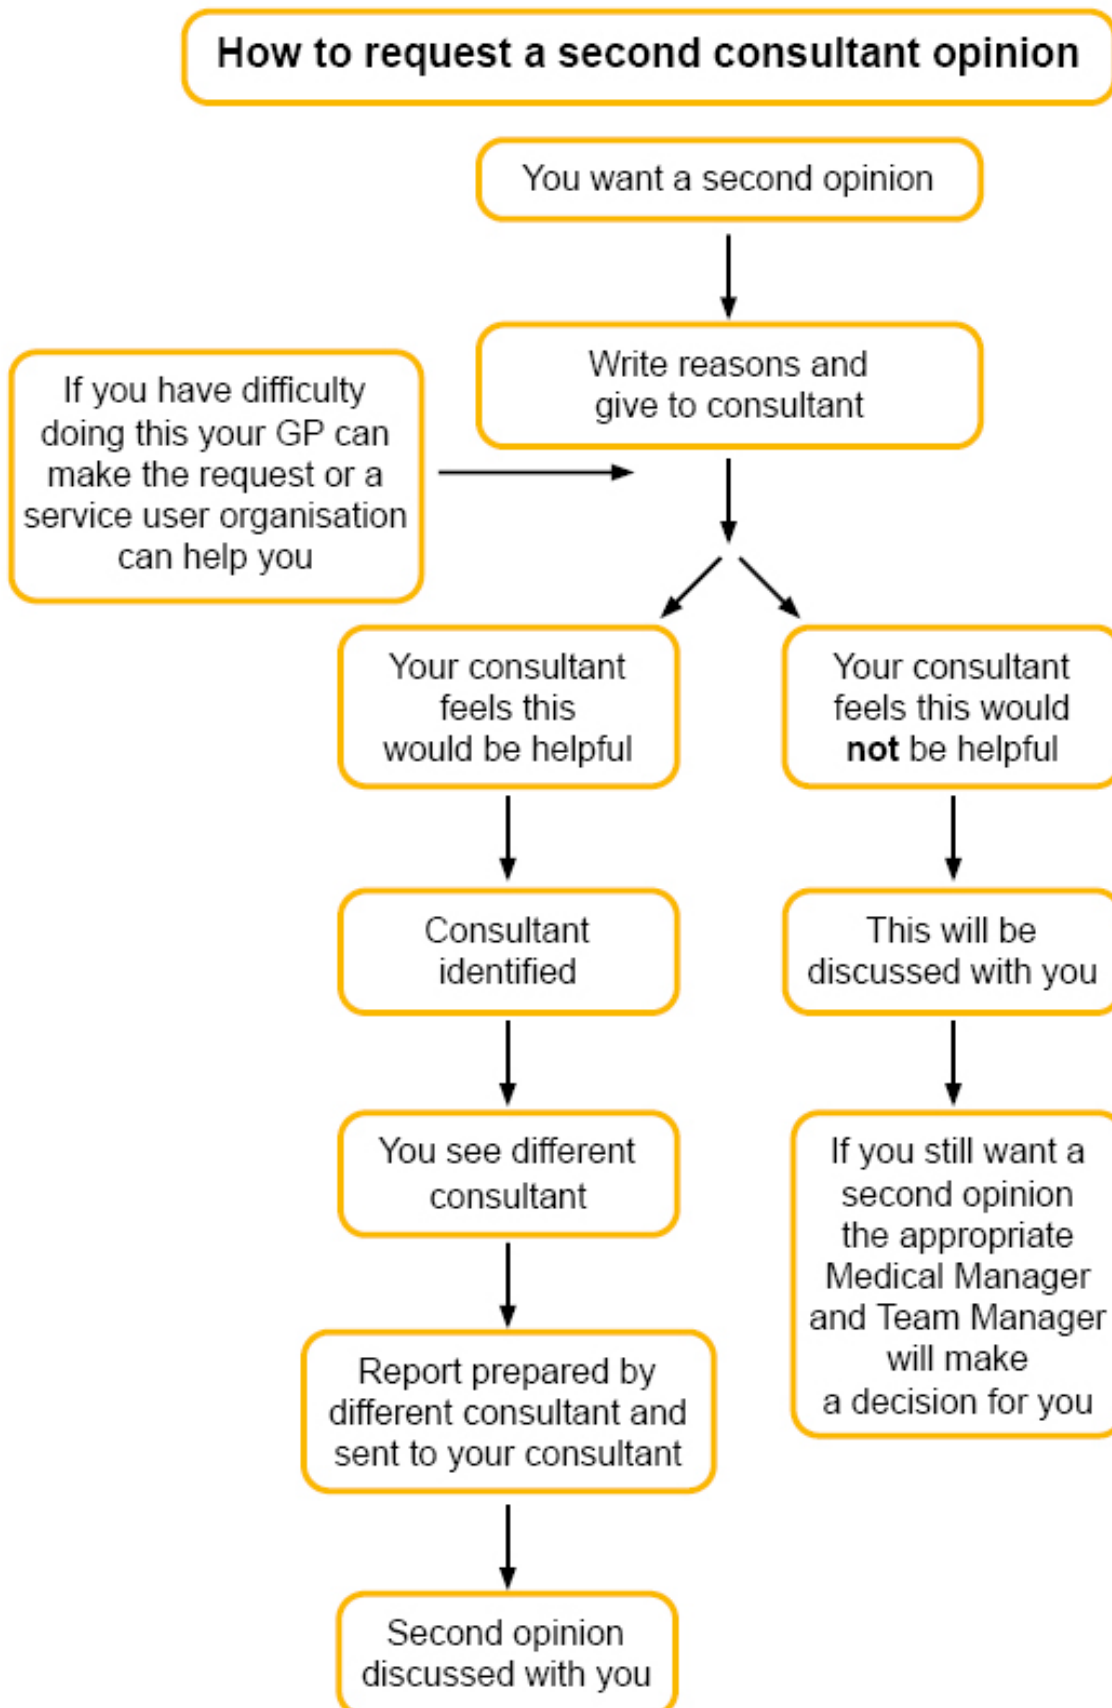 How to request a second consultant opinion
You want a second opinion
Write reasons and
give to consultant
If you have difficulty
doing this your GP can
make the request or a
service user organisation
can help you
Your consultant
feels this
would be helpful
Your consultant
feels this would
not be helpful
Consultant
identified
This will be
discussed with you
You see different
consultant
If you still want a
second opinion
the appropriate
Medical Manager
and Team Manager
will make
a decision for you
Report prepared by
different consultant and
sent to your consultant
Second opinion
discussed with you